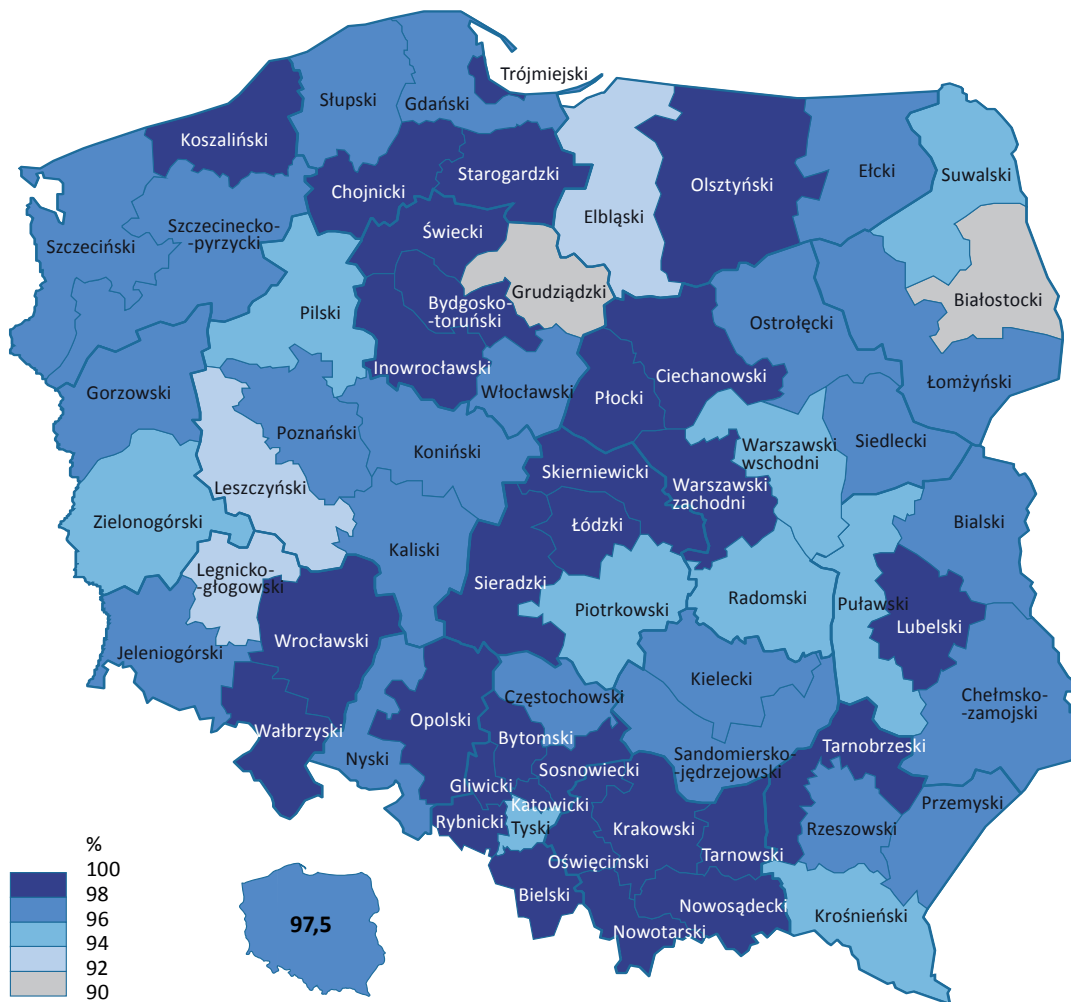 Trójmiejski
Słupski
Gdański
Koszaliński
Starogardzki
Chojnicki
Olsztyński
Ełcki
Suwalski
Elbląski
Szczecinecko-
-pyrzycki
Szczeciński
Świecki
Grudziądzki
Białostocki
Bydgosko-
-toruński
Pilski
Ostrołęcki
Inowrocławski
Ciechanowski
Łomżyński
Gorzowski
Włocławski
Płocki
Poznański
Koniński
Warszawski
wschodni
Siedlecki
Skierniewicki
Warszawski
zachodni
Leszczyński
Łódzki
Zielonogórski
Bialski
Kaliski
Legnicko-
-głogowski
Sieradzki
Piotrkowski
Radomski
Puławski
Lubelski
Wrocławski
Jeleniogórski
Kielecki
Chełmsko-
-zamojski
Częstochowski
Opolski
Wałbrzyski
Bytomski
Sandomiersko-
-jędrzejowski
Tarnobrzeski
Nyski
Sosnowiecki
Gliwicki
Katowicki
Przemyski
Rybnicki
Tyski
Krakowski
Rzeszowski
Tarnowski
Oświęcimski
Bielski
Nowosądecki
Krośnieński
Nowotarski
%
100
98
96
94
92
90
97,5